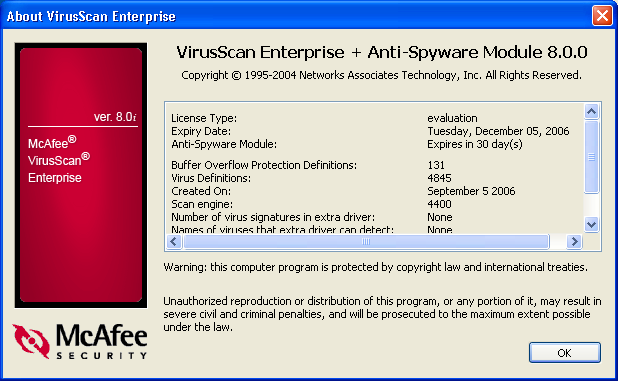 About VirusScan Enterprise
VirusScan Enterprise + Anti-Spyware Module 8.0.0
Copyright © 1995-2004 Networks Associates Technology, Inc. All Rights Reserved.
ver. 8.0i
McAfee®
VirusScan®
Enterprise
License Type: evaluation
Expiry Date: Tuesday, December 05, 2006
Anti-Spyware Module: Expires in 30 day(s)
Buffer Overflow Protection Definitions: 131
Virus Definitions: 4845
Created On: September 5 2006
Scan engine: 4400
Number of virus signatures in extra driver: None
Names of viruses that extra driver can detect: None
Warning: this computer program is protected by copyright law and international treaties.
Unauthorized reproduction or distribution of this program, or any portion of it, may result in
severe civil and criminal penalties, and will be prosecuted to the maximum extent possible
under the law.
McAfee
SECURITY
OK